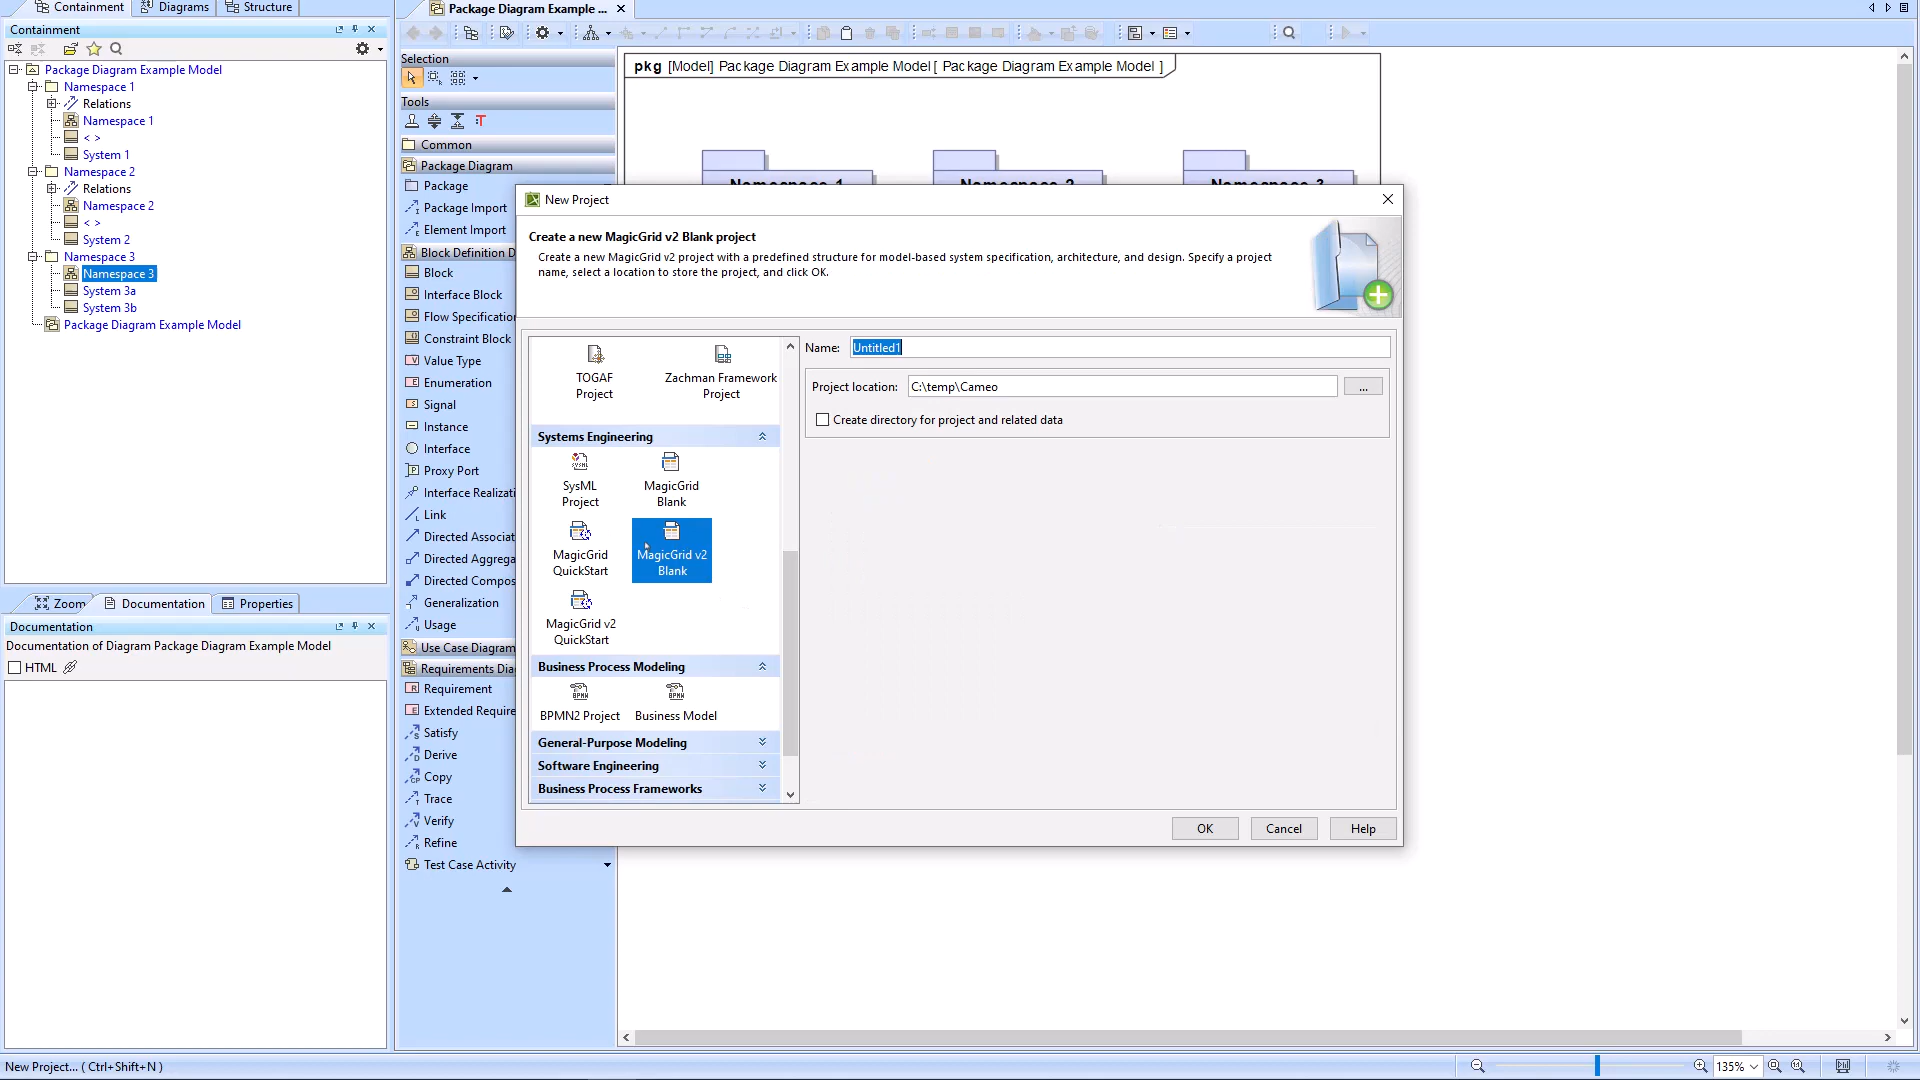 Containment
Diagrams
Structure
Package Diagram Example ...
Containment
Package Diagram Example Model
Namespace 1
Relations
Namespace 1
< >
System 1
Namespace 2
Relations
Namespace 2
< >
System 2
Namespace 3
Namespace 3
System 3a
System 3b
Package Diagram Example Model
Zoom
Documentation
Properties
Documentation
Documentation of Diagram Package Diagram Example Model
HTML
Selection
Tools
Common
Package Diagram
Package
Package Import
Element Import
Block Definition D
Block
Interface Block
Flow Specification
Constraint Block
Value Type
Enumeration
Signal
Instance
Interface
Proxy Port
Interface Realizati
Link
Directed Associat
Directed Aggrega
Directed Compos
Generalization
Usage
Use Case Diagram
Requirements Dia
Requirement
Extended Require
Satisfy
Derive
Copy
Trace
Verify
Refine
Test Case Activity
pkg [Model] Package Diagram Example Model [ Package Diagram Example Model ]
Namespace 1
Namespace 2
Namespace 3
New Project
Create a new MagicGrid v2 Blank project
Create a new MagicGrid v2 project with a predefined structure for model-based system specification, architecture, and design. Specify a project
name, select a location to store the project, and click OK.
TOGAF
Project
Zachman Framework
Project
Systems Engineering
SysML
Project
MagicGrid
Blank
MagicGrid
QuickStart
MagicGrid v2
Blank
MagicGrid v2
QuickStart
Business Process Modeling
BPMN2 Project
Business Model
General-Purpose Modeling
Software Engineering
Business Process Frameworks
Name: Untitled1
Project location: C:\temp\Cameo
...
Create directory for project and related data
OK
Cancel
Help
New Project... ( Ctrl+Shift+N )
135%